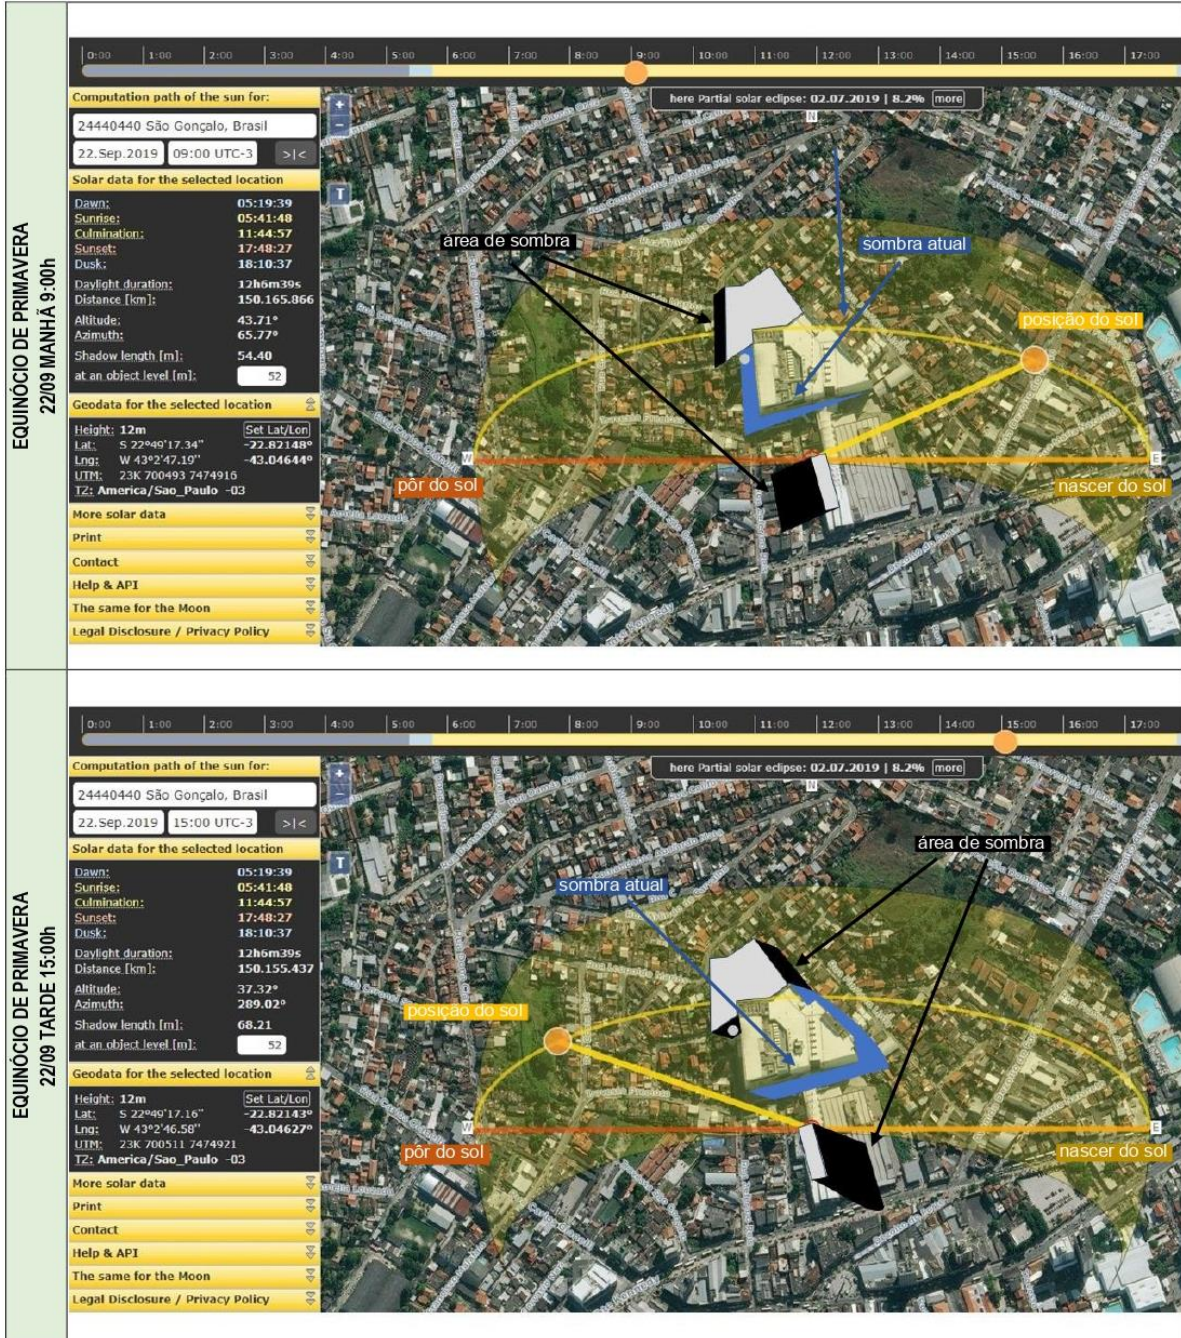 EQUINÓCIO DE PRIMAVERA
22/09 MANHÃ 9:00h
0:00 1:00 2:00 3:00 4:00 5:00 6:00 7:00 8:00 9:00 10:00 11:00 12:00 13:00 14:00 15:00 16:00 17:00
Computation path of the sun for:
24440440 São Gonçalo, Brasil
22.Sep.2019 09:00 UTC-3 >|<
Solar data for the selected location
Dawn: 05:19:39
Sunrise: 05:41:48
Culmination: 11:44:57
Sunset: 17:48:27
Dusk: 18:10:37
Daylight duration: 12h6m39s
Distance [km]: 150.165.866
Altitude: 43.71°
Azimuth: 65.77°
Shadow length [m]: 54.40
at an object level [m]: 52
Geodata for the selected location
Height: 12m Set Lat/Lon
Lat: S 22°49'17.34" -22.82148°
Lng: W 43°2'47.19" -43.04644°
UTM: 23K 700493 7474916
TZ: America/Sao_Paulo -03
More solar data
Print
Contact
Help & API
The same for the Moon
Legal Disclosure / Privacy Policy
+
−
T
here Partial solar eclipse: 02.07.2019 | 8.2% more
N
área de sombra
sombra atual
posição do sol
W
E
pôr do sol
nascer do sol
EQUINÓCIO DE PRIMAVERA
22/09 TARDE 15:00h
0:00 1:00 2:00 3:00 4:00 5:00 6:00 7:00 8:00 9:00 10:00 11:00 12:00 13:00 14:00 15:00 16:00 17:00
Computation path of the sun for:
24440440 São Gonçalo, Brasil
22.Sep.2019 15:00 UTC-3 >|<
Solar data for the selected location
Dawn: 05:19:39
Sunrise: 05:41:48
Culmination: 11:44:57
Sunset: 17:48:27
Dusk: 18:10:37
Daylight duration: 12h6m39s
Distance [km]: 150.155.437
Altitude: 37.32°
Azimuth: 289.02°
Shadow length [m]: 68.21
at an object level [m]: 52
Geodata for the selected location
Height: 12m Set Lat/Lon
Lat: S 22°49'17.16" -22.82143°
Lng: W 43°2'46.58" -43.04627°
UTM: 23K 700511 7474921
TZ: America/Sao_Paulo -03
More solar data
Print
Contact
Help & API
The same for the Moon
Legal Disclosure / Privacy Policy
+
−
T
here Partial solar eclipse: 02.07.2019 | 8.2% more
N
área de sombra
sombra atual
posição do sol
W
E
pôr do sol
nascer do sol